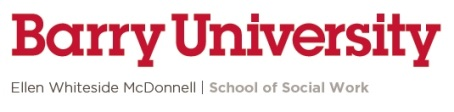 Barry University
Ellen Whiteside McDonnell | School of Social Work